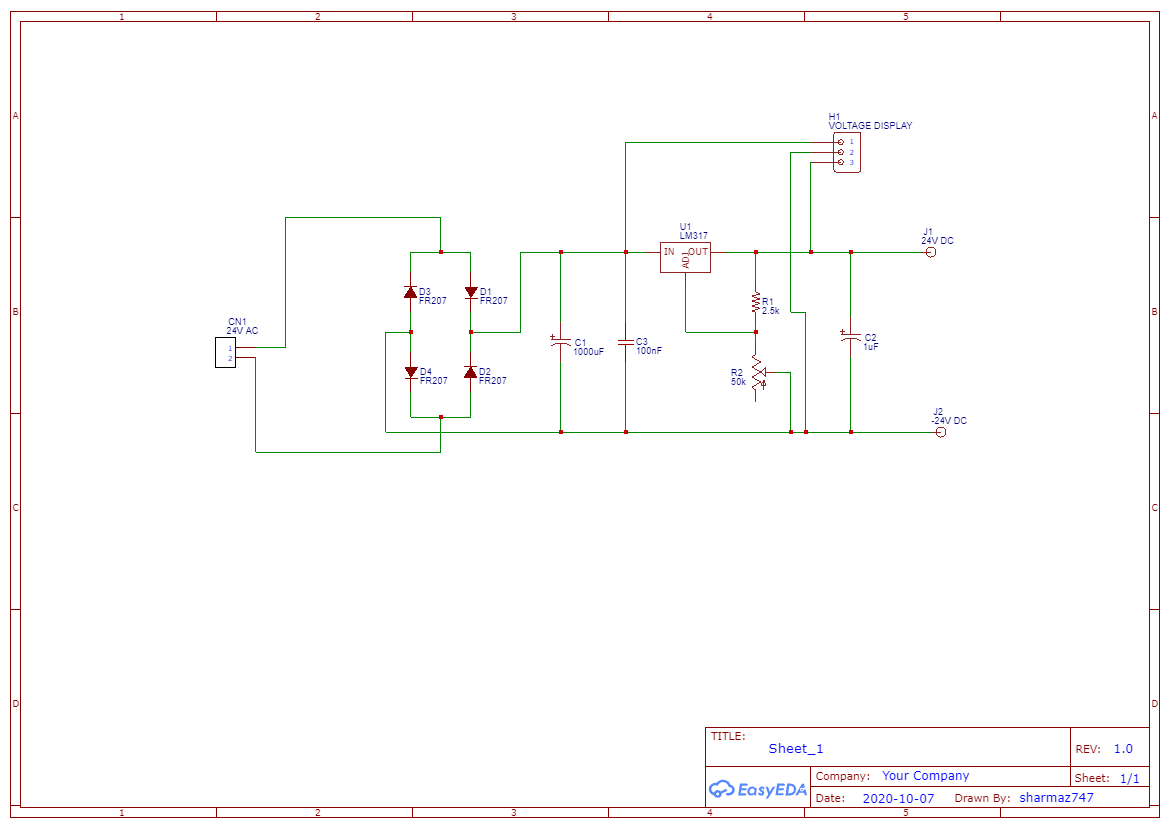 1 2 3 4 5
A A
H1
VOLTAGE DISPLAY
1
2
3
U1
LM317
IN OUT
ADJ
J1
24V DC
B B
D3
FR207
D1
FR207
R1
2.5k
CN1
24V AC
1
2
C1
1000uF
C3
100nF
C2
1uF
D4
FR207
D2
FR207
R2
50k
J2
-24V DC
C C
D D
TITLE:
Sheet_1
REV: 1.0
EasyEDA
Company: Your Company
Sheet: 1/1
Date: 2020-10-07 Drawn By: sharmaz747
1 2 3 4 5